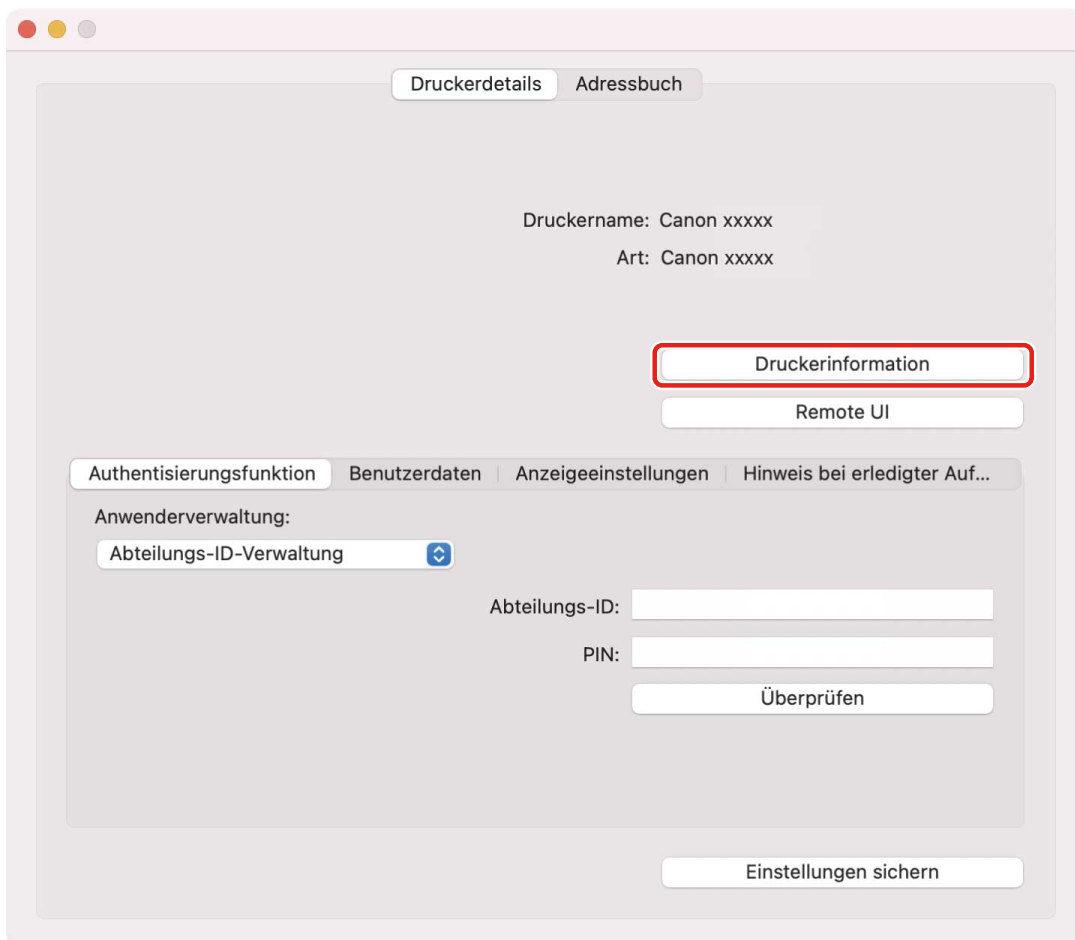 Druckerdetails Adressbuch
Druckername: Canon xxxxx
Art: Canon xxxxx
Druckerinformation
Remote UI
Authentisierungsfunktion Benutzerdaten Anzeigeeinstellungen Hinweis bei erledigter Auf...
Anwenderverwaltung:
Abteilungs-ID-Verwaltung
Abteilungs-ID:
PIN:
Überprüfen
Einstellungen sichern